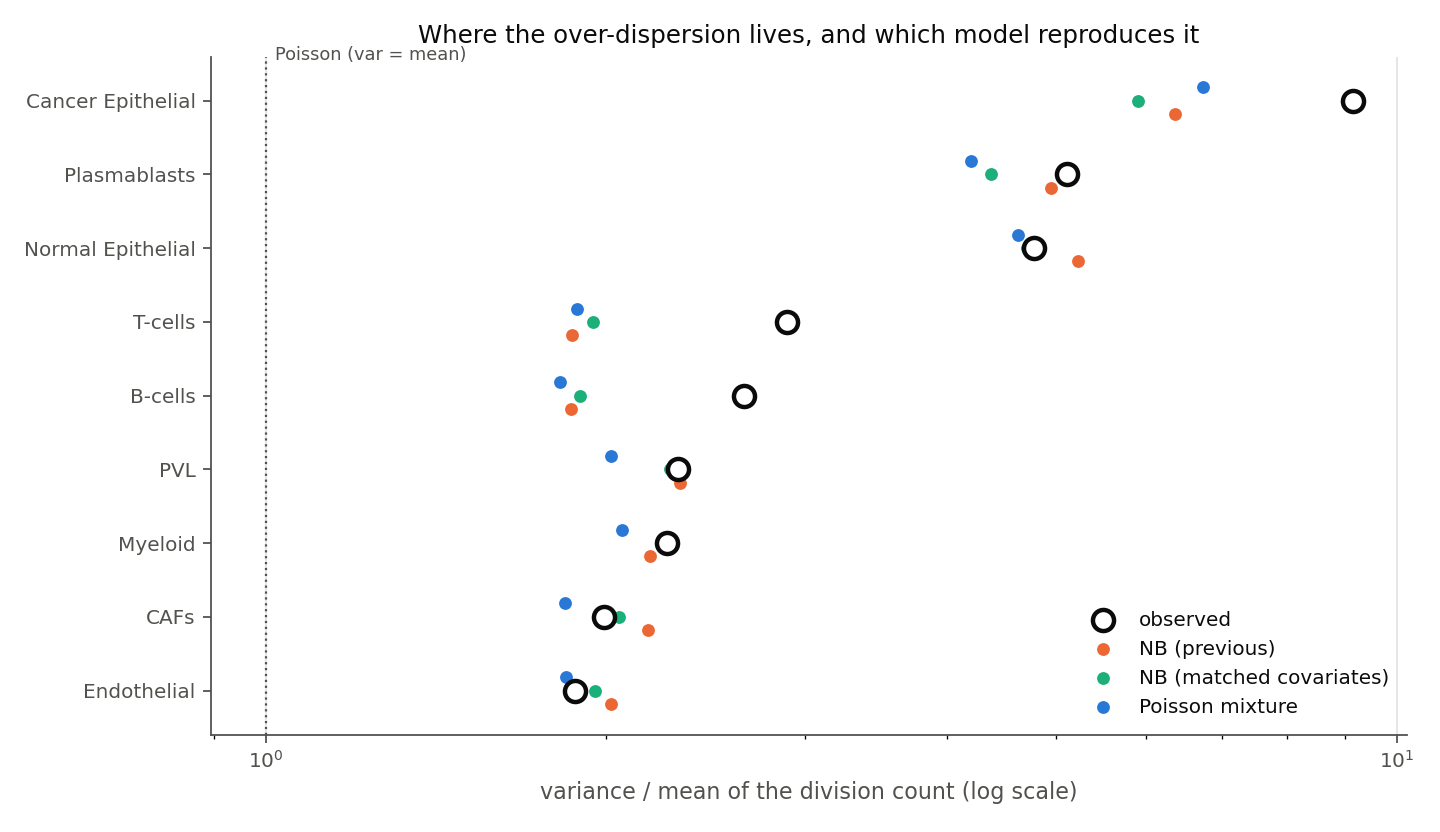 Where the over-dispersion lives, and which model reproduces it
Poisson (var = mean)
Cancer Epithelial
Plasmablasts
Normal Epithelial
T-cells
B-cells
PVL
Myeloid
CAFs
Endothelial
observed
NB (previous)
NB (matched covariates)
Poisson mixture
10⁰
10¹
variance / mean of the division count (log scale)